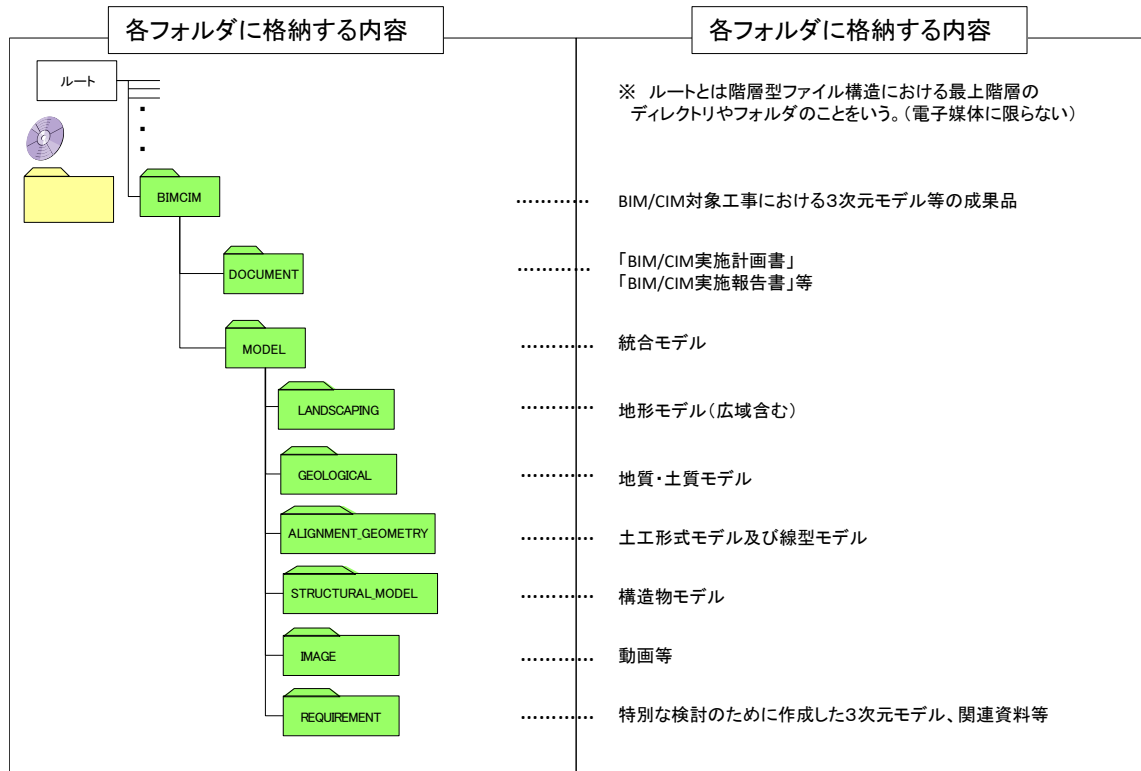 各フォルダに格納する内容
各フォルダに格納する内容
ルート
※ ルートとは階層型ファイル構造における最上階層の
ディレクトリやフォルダのことをいう。(電子媒体に限らない)
BIMCIM
………… BIM/CIM対象工事における3次元モデル等の成果品
DOCUMENT
………… 「BIM/CIM実施計画書」
「BIM/CIM実施報告書」等
MODEL
………… 統合モデル
LANDSCAPING
………… 地形モデル(広域含む)
GEOLOGICAL
………… 地質・土質モデル
ALIGNMENT_GEOMETRY
………… 土工形式モデル及び線型モデル
STRUCTURAL_MODEL
………… 構造物モデル
IMAGE
………… 動画等
REQUIREMENT
………… 特別な検討のために作成した3次元モデル、関連資料等